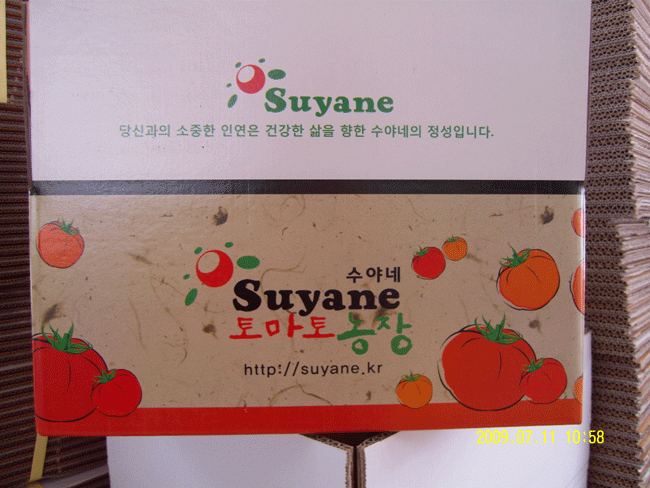 Suyane
당신과의 소중한 인연은 건강한 삶을 향한 수야네의 정성입니다.
수야네
Suyane
토마토농장
http://suyane.kr
2009.07.11 10:58